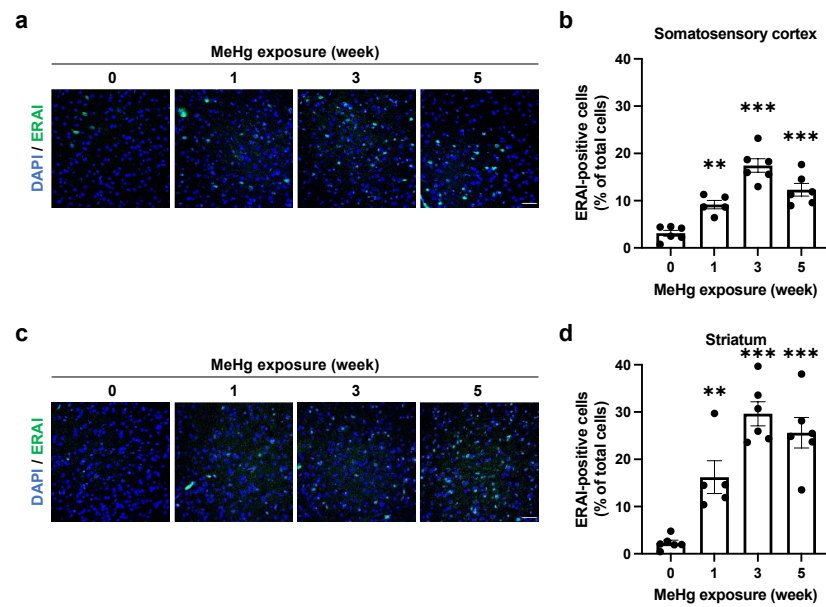 a
MeHg exposure (week)
0 1 3 5
DAPI / ERAI
b
Somatosensory cortex
ERAI-positive cells
(% of total cells)
40
30
20
10
0
**
***
***
0 1 3 5
MeHg exposure (week)
c
MeHg exposure (week)
0 1 3 5
DAPI / ERAI
d
Striatum
ERAI-positive cells
(% of total cells)
40
30
20
10
0
**
***
***
0 1 3 5
MeHg exposure (week)